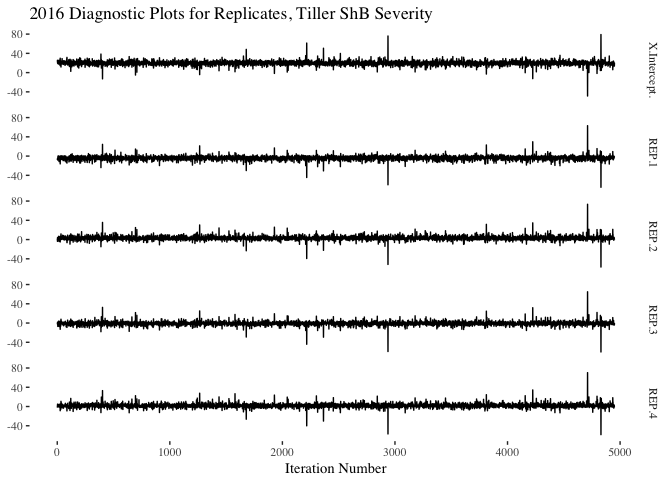 2016 Diagnostic Plots for Replicates, Tiller ShB Severity
80
40
0
-40
X.Intercept.
80
40
0
-40
REP.1
80
40
0
-40
REP.2
80
40
0
-40
REP.3
80
40
0
-40
REP.4
0 1000 2000 3000 4000 5000
Iteration Number